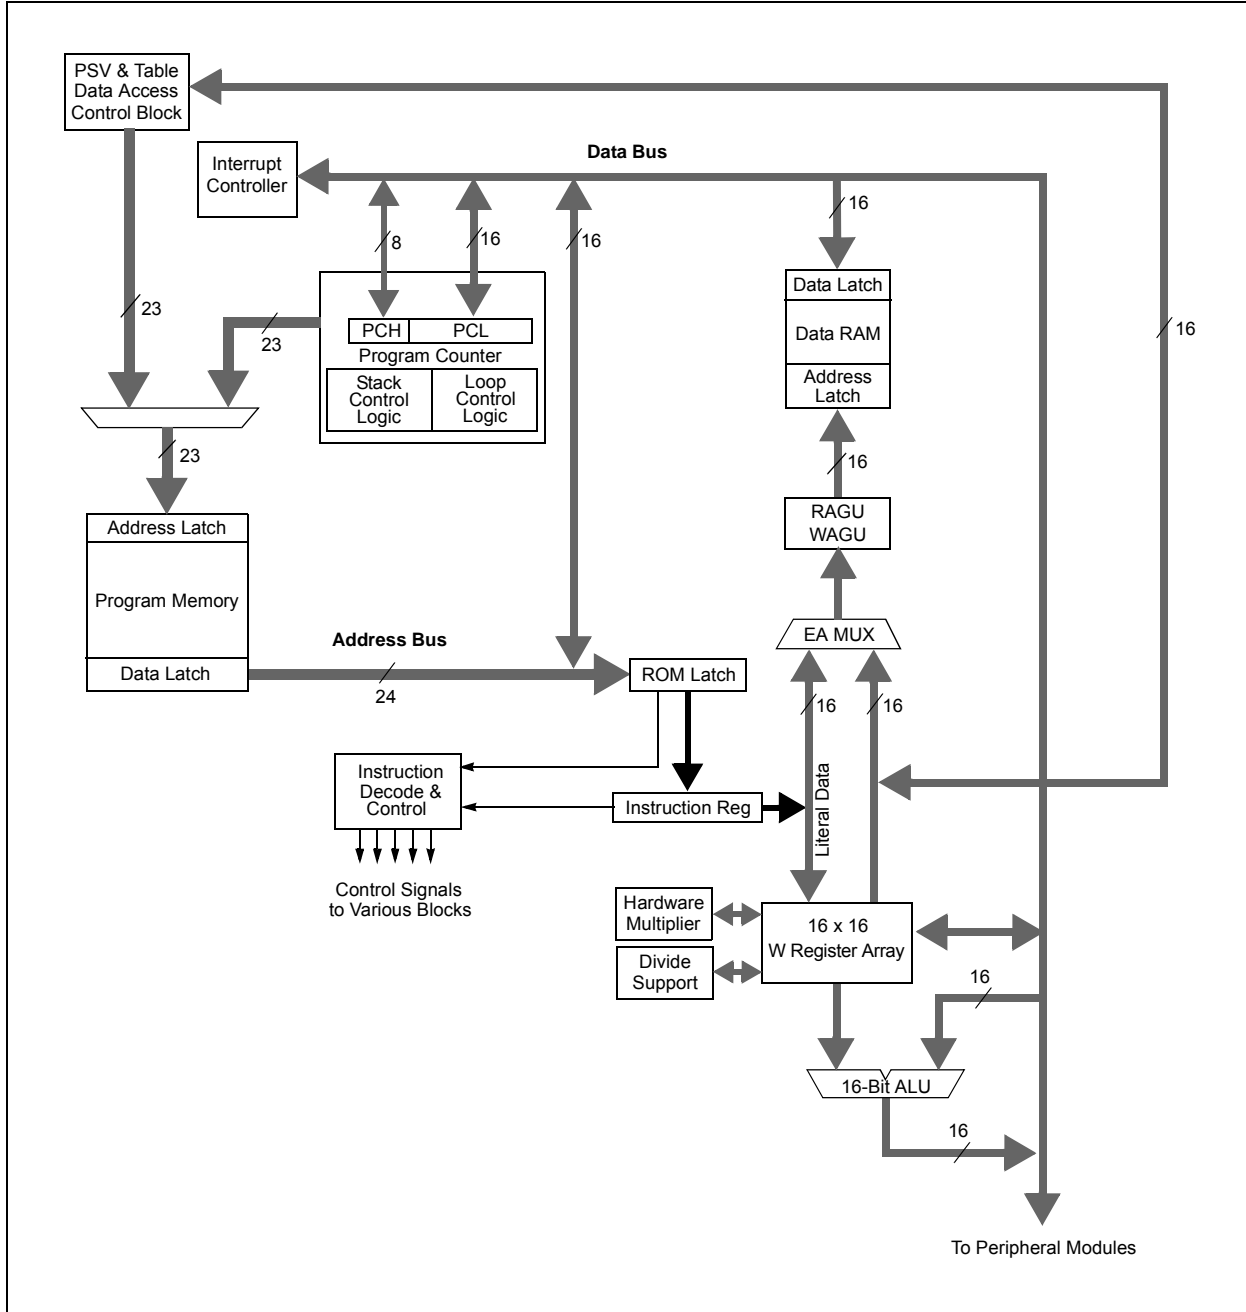 PSV & Table
Data Access
Control Block
Data Bus
Interrupt
Controller
16
8
16
16
16
23
23
Data Latch
Data RAM
Address
Latch
PCH
PCL
Program Counter
Stack
Control
Logic
Loop
Control
Logic
23
16
RAGU
WAGU
Address Latch
Program Memory
Data Latch
Address Bus
24
EA MUX
ROM Latch
16
16
Instruction
Decode &
Control
Instruction Reg
Literal Data
Control Signals
to Various Blocks
Hardware
Multiplier
Divide
Support
16 x 16
W Register Array
16
16-Bit ALU
16
To Peripheral Modules